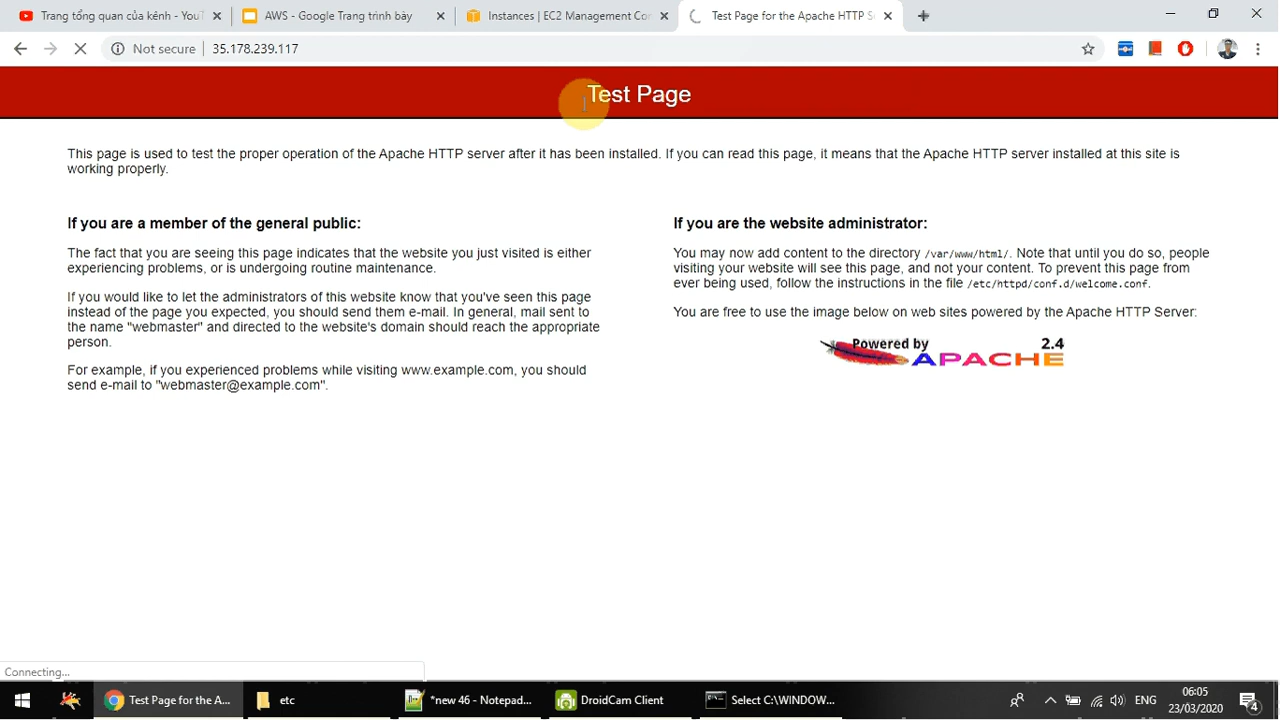 Trang tổng quan của kênh - YouT
AWS - Google Trang trình bày
Instances | EC2 Management Con
Test Page for the Apache HTTP Se
Not secure
35.178.239.117
Test Page
This page is used to test the proper operation of the Apache HTTP server after it has been installed. If you can read this page, it means that the Apache HTTP server installed at this site is
working properly.
If you are a member of the general public:
The fact that you are seeing this page indicates that the website you just visited is either
experiencing problems, or is undergoing routine maintenance.
If you would like to let the administrators of this website know that you've seen this page
instead of the page you expected, you should send them e-mail. In general, mail sent to
the name "webmaster" and directed to the website's domain should reach the appropriate
person.
For example, if you experienced problems while visiting www.example.com, you should
send e-mail to "webmaster@example.com".
If you are the website administrator:
You may now add content to the directory /var/www/html/. Note that until you do so, people
visiting your website will see this page, and not your content. To prevent this page from
ever being used, follow the instructions in the file /etc/httpd/conf.d/welcome.conf.
You are free to use the image below on web sites powered by the Apache HTTP Server:
Powered by 2.4
APACHE
Connecting...
Test Page for the A...
etc
*new 46 - Notepad...
DroidCam Client
Select C:\WINDOW...
ENG
06:05
23/03/2020
4